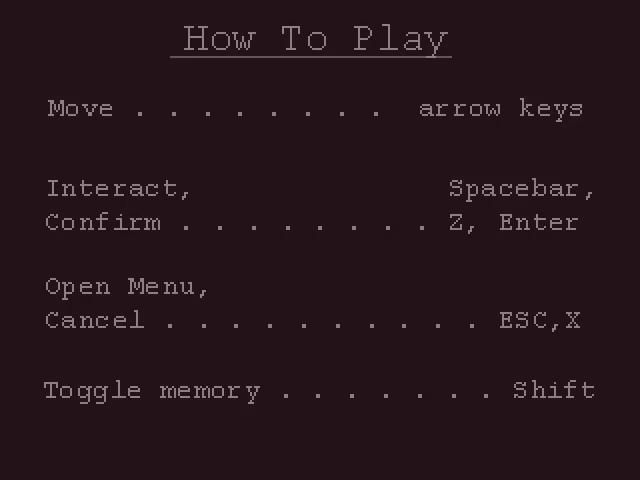 How To Play
Move . . . . . . . . arrow keys
Interact, Spacebar,
Confirm . . . . . . . . Z, Enter
Open Menu,
Cancel . . . . . . . . . . ESC,X
Toggle memory . . . . . . . Shift